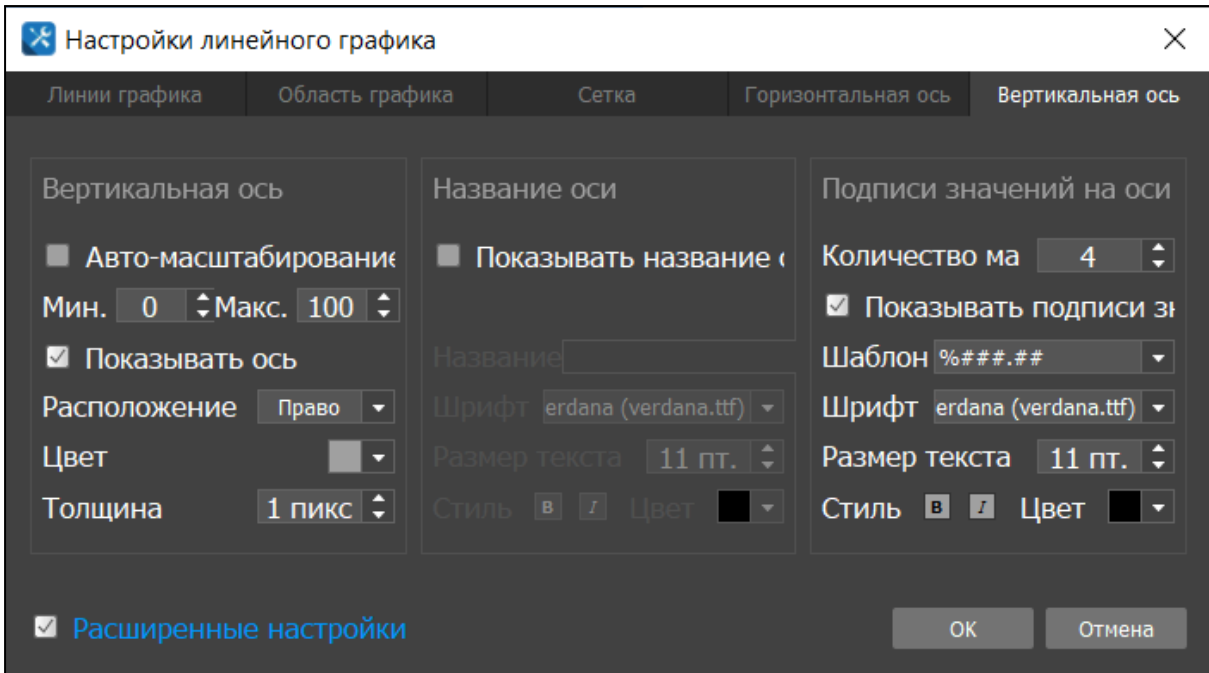 Настройки линейного графика
Линии графика Область графика Сетка Горизонтальная ось Вертикальная ось
Вертикальная ось
Авто-масштабирование
Мин. 0 Макс. 100
Показывать ось
Расположение Право
Цвет
Толщина 1 пикс
Название оси
Показывать название
Название
Шрифт erdana (verdana.ttf)
Размер текста 11 пт.
Стиль B I Цвет
Подписи значений на оси
Количество ма 4
Показывать подписи зн
Шаблон %###.##
Шрифт erdana (verdana.ttf)
Размер текста 11 пт.
Стиль B I Цвет
Расширенные настройки
OK Отмена